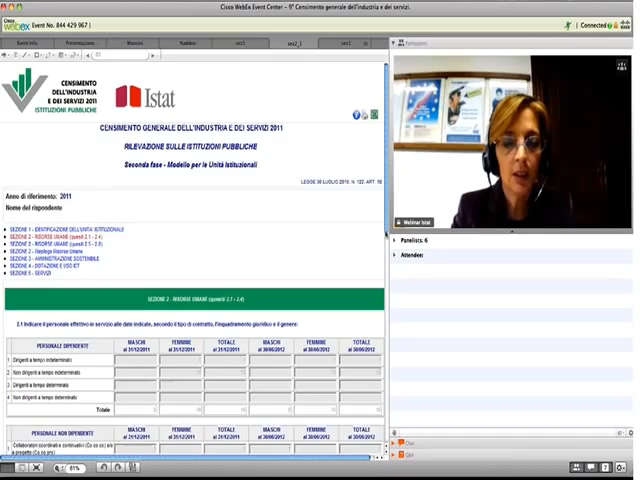 Cisco WebEx Event Center - 9° Censimento generale dell'industria e dei servizi.
Cisco
webex Event No. 844 429 967 |
Connected
Event Info
Presentazione
sez1
sez2_1
Participants
CENSIMENTO
DELL'INDUSTRIA
E DEI SERVIZI 2011
ISTITUZIONI PUBBLICHE
Istat
CENSIMENTO GENERALE DELL'INDUSTRIA E DEI SERVIZI 2011
RILEVAZIONE SULLE ISTITUZIONI PUBBLICHE
Seconda fase - Modello per le Unità Istituzionali
LEGGE 30 LUGLIO 2010, N. 122, ART. 50
Anno di riferimento: 2011
Nome del rispondente
SEZIONE 1 - IDENTIFICAZIONE DELL'UNITA' ISTITUZIONALE
SEZIONE 2 - RISORSE UMANE (quesiti 2.1 - 2.4)
SEZIONE 2 - RISORSE UMANE (quesiti 2.5 - 2.8)
SEZIONE 2 - Riepilogo Risorse Umane
SEZIONE 3 - AMMINISTRAZIONE SOSTENIBILE
SEZIONE 4 - DOTAZIONE E USO ICT
SEZIONE 5 - SERVIZI
Webinar Istat
Panelists: 6
Attendee:
SEZIONE 2 - RISORSE UMANE (quesiti 2.1 - 2.4)
2.1 Indicare il personale effettivo in servizio alle date indicate, secondo il tipo di contratto, l'inquadramento giuridico e il genere:
PERSONALE DIPENDENTE MASCHI al 31/12/2011 FEMMINE al 31/12/2011 TOTALE al 31/12/2011 MASCHI al 30/06/2012 FEMMINE al 30/06/2012 TOTALE al 30/06/2012
1 Dirigenti a tempo indeterminato
2 Non dirigenti a tempo indeterminato
3 Dirigenti a tempo determinato
4 Non dirigenti a tempo determinato
Totale
PERSONALE NON DIPENDENTE MASCHI al 31/12/2011 FEMMINE al 31/12/2011 TOTALE al 31/12/2011 MASCHI al 30/06/2012 FEMMINE al 30/06/2012 TOTALE al 30/06/2012
Collaboratori coordinati e continuativi (Co.co.co) e/o
a progetto (Co.co.pro)
Chat
Q&A
81%